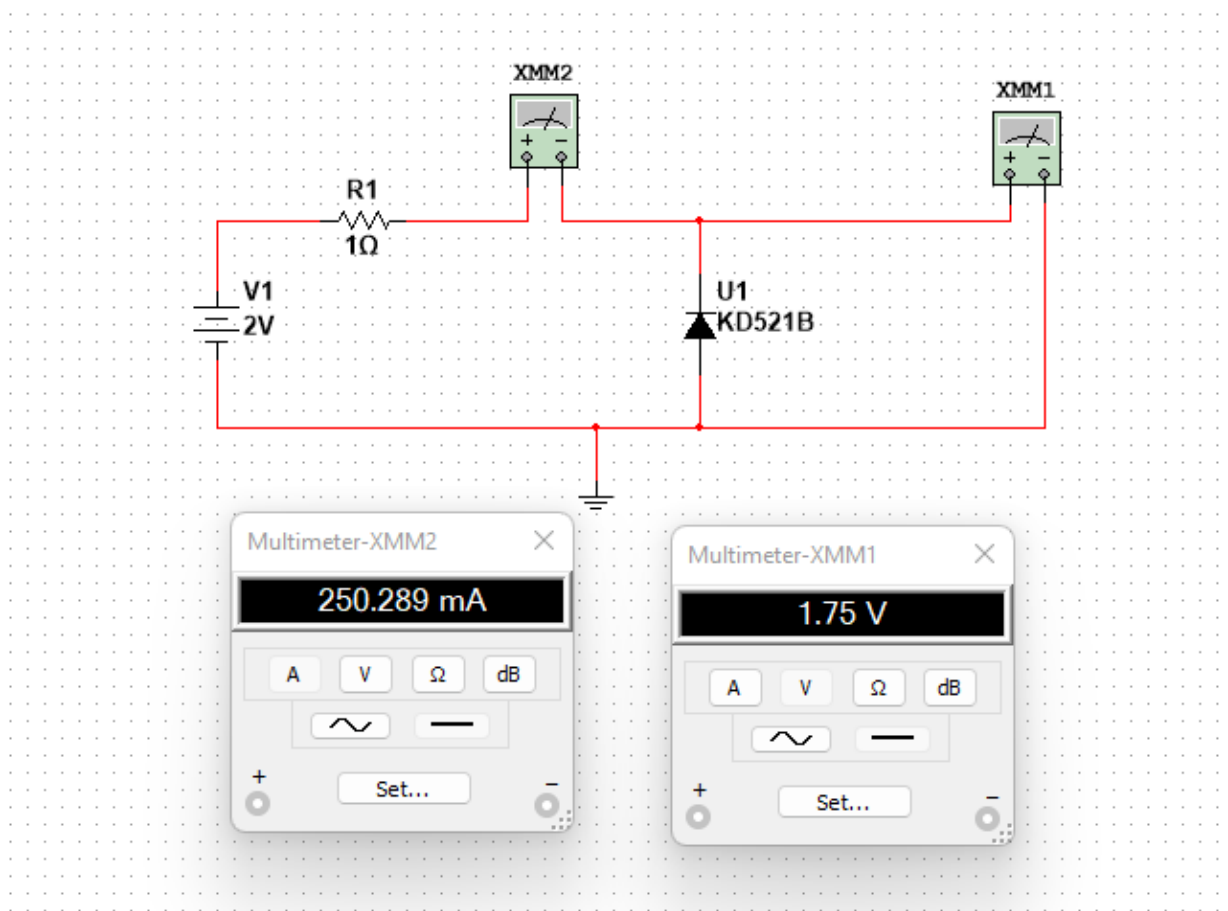 XMM2
XMM1
+ −
+ −
R1
1Ω
V1
2V
U1
KD521B
Multimeter-XMM2
250.289 mA
A V Ω dB
+ −
Set...
Multimeter-XMM1
1.75 V
A V Ω dB
+ −
Set...